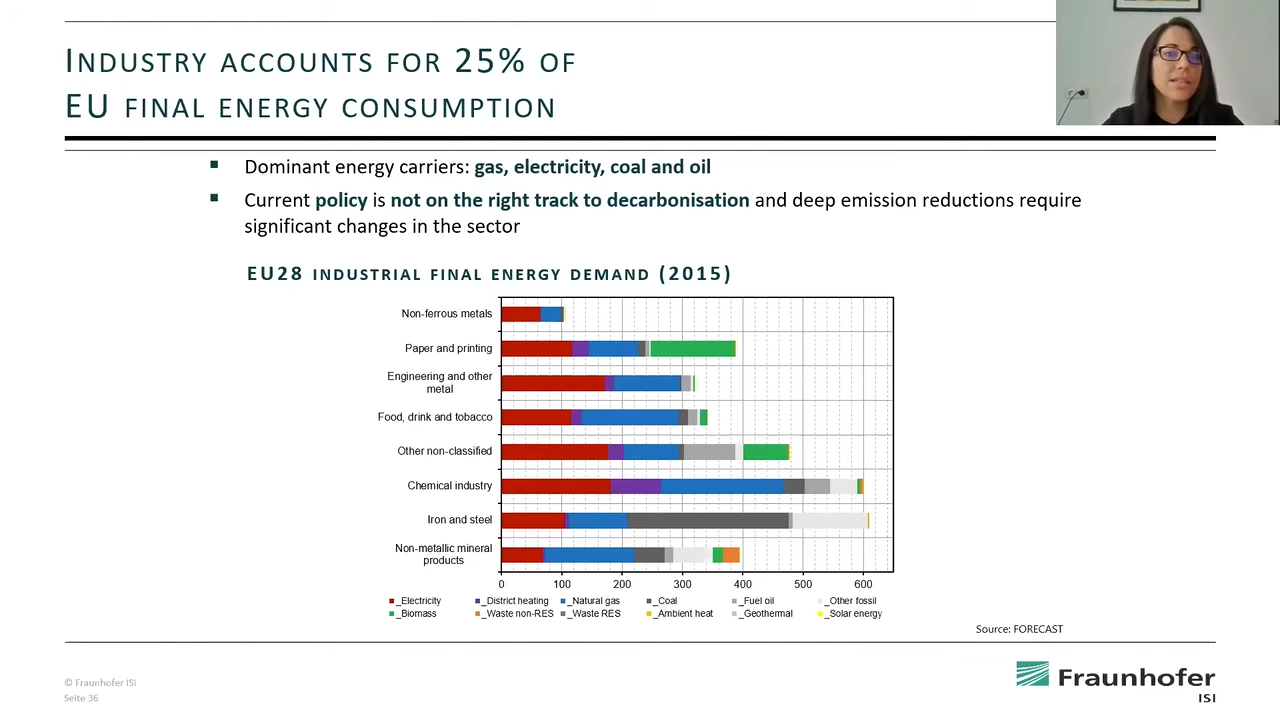 INDUSTRY ACCOUNTS FOR 25% OF
EU FINAL ENERGY CONSUMPTION
▪ Dominant energy carriers: gas, electricity, coal and oil
▪ Current policy is not on the right track to decarbonisation and deep emission reductions require
significant changes in the sector
EU28 INDUSTRIAL FINAL ENERGY DEMAND (2015)
Non-ferrous metals
Paper and printing
Engineering and other
metal
Food, drink and tobacco
Other non-classified
Chemical industry
Iron and steel
Non-metallic mineral
products
0 100 200 300 400 500 600
_Electricity _District heating _Natural gas _Coal _Fuel oil _Other fossil
_Biomass _Waste non-RES _Waste RES _Ambient heat _Geothermal _Solar energy
Source: FORECAST
© Fraunhofer ISI
Seite 36
Fraunhofer
ISI